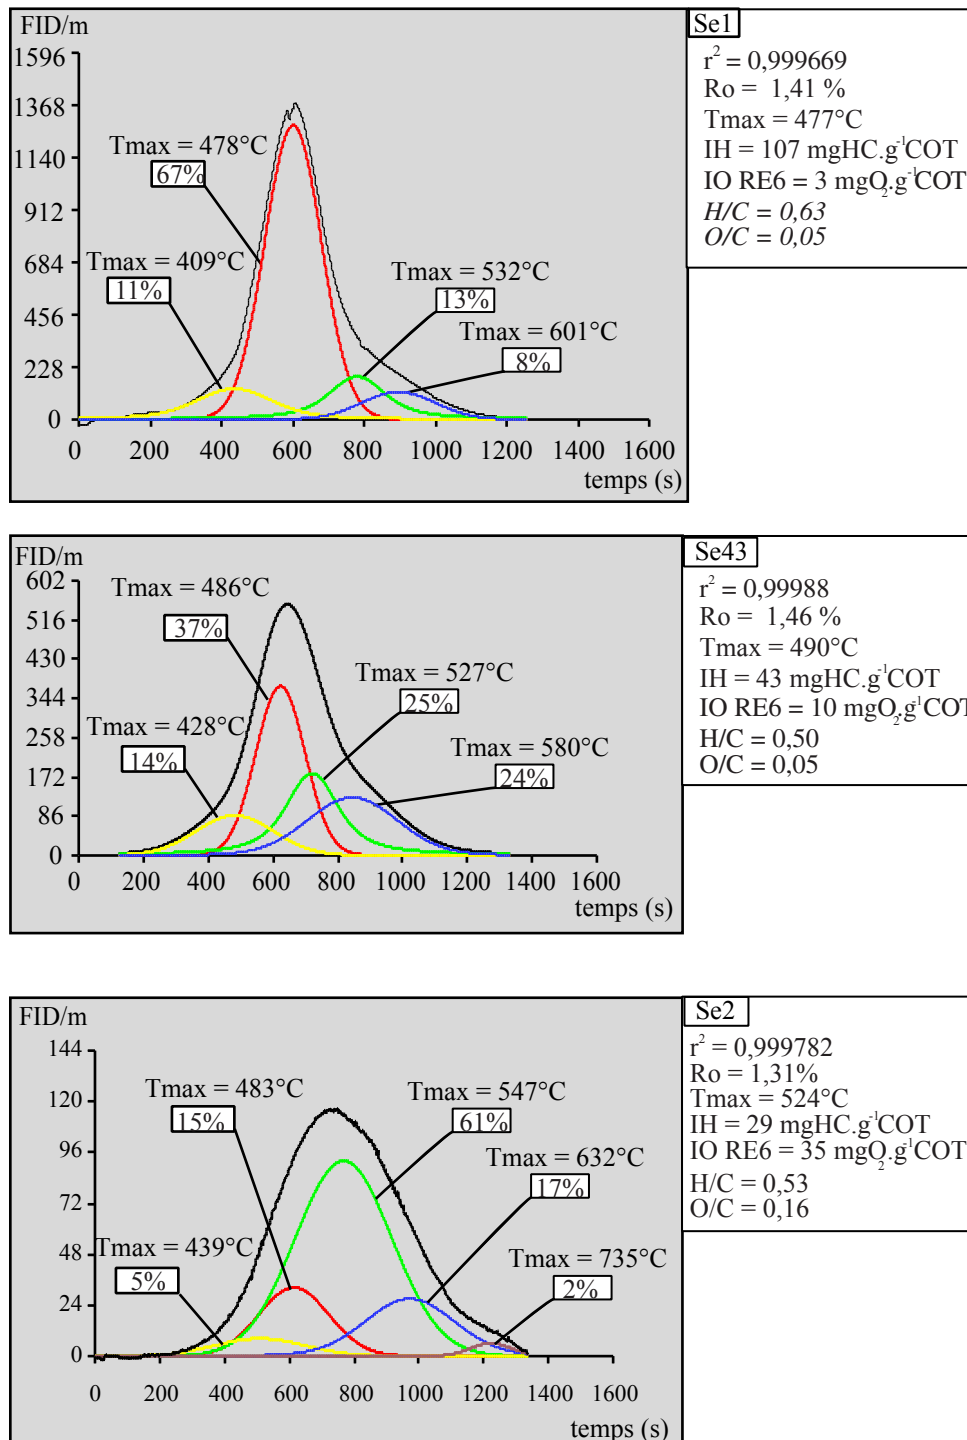 FID/m
1596
1368
1140
912
684
456
228
0
0 200 400 600 800 1000 1200 1400 1600
temps (s)
Tmax = 478°C
67%
Tmax = 409°C
11%
Tmax = 532°C
13%
Tmax = 601°C
8%
Se1
r² = 0,999669
Ro = 1,41 %
Tmax = 477°C
IH = 107 mgHC.g⁻¹COT
IO RE6 = 3 mgO₂.g⁻¹COT
H/C = 0,63
O/C = 0,05
FID/m
602
516
430
344
258
172
86
0
0 200 400 600 800 1000 1200 1400 1600
temps (s)
Tmax = 486°C
37%
Tmax = 527°C
25%
Tmax = 428°C
14%
Tmax = 580°C
24%
Se43
r² = 0,99988
Ro = 1,46 %
Tmax = 490°C
IH = 43 mgHC.g⁻¹COT
IO RE6 = 10 mgO₂.g⁻¹COT
H/C = 0,50
O/C = 0,05
FID/m
144
120
96
72
48
24
0
0 200 400 600 800 1000 1200 1400 1600
temps (s)
Tmax = 483°C
15%
Tmax = 547°C
61%
Tmax = 632°C
17%
Tmax = 439°C
5%
Tmax = 735°C
2%
Se2
r² = 0,999782
Ro = 1,31%
Tmax = 524°C
IH = 29 mgHC.g⁻¹COT
IO RE6 = 35 mgO₂.g⁻¹COT
H/C = 0,53
O/C = 0,16